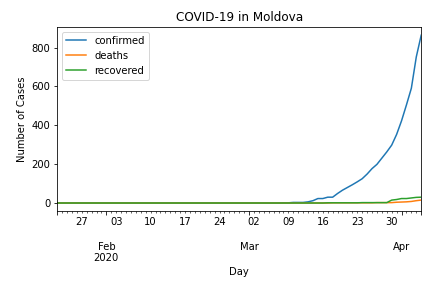 COVID-19 in Moldova
confirmed
deaths
recovered
Number of Cases
800
600
400
200
0
27 03 10 17 24 02 09 16 23 30
Feb Mar Apr
2020
Day